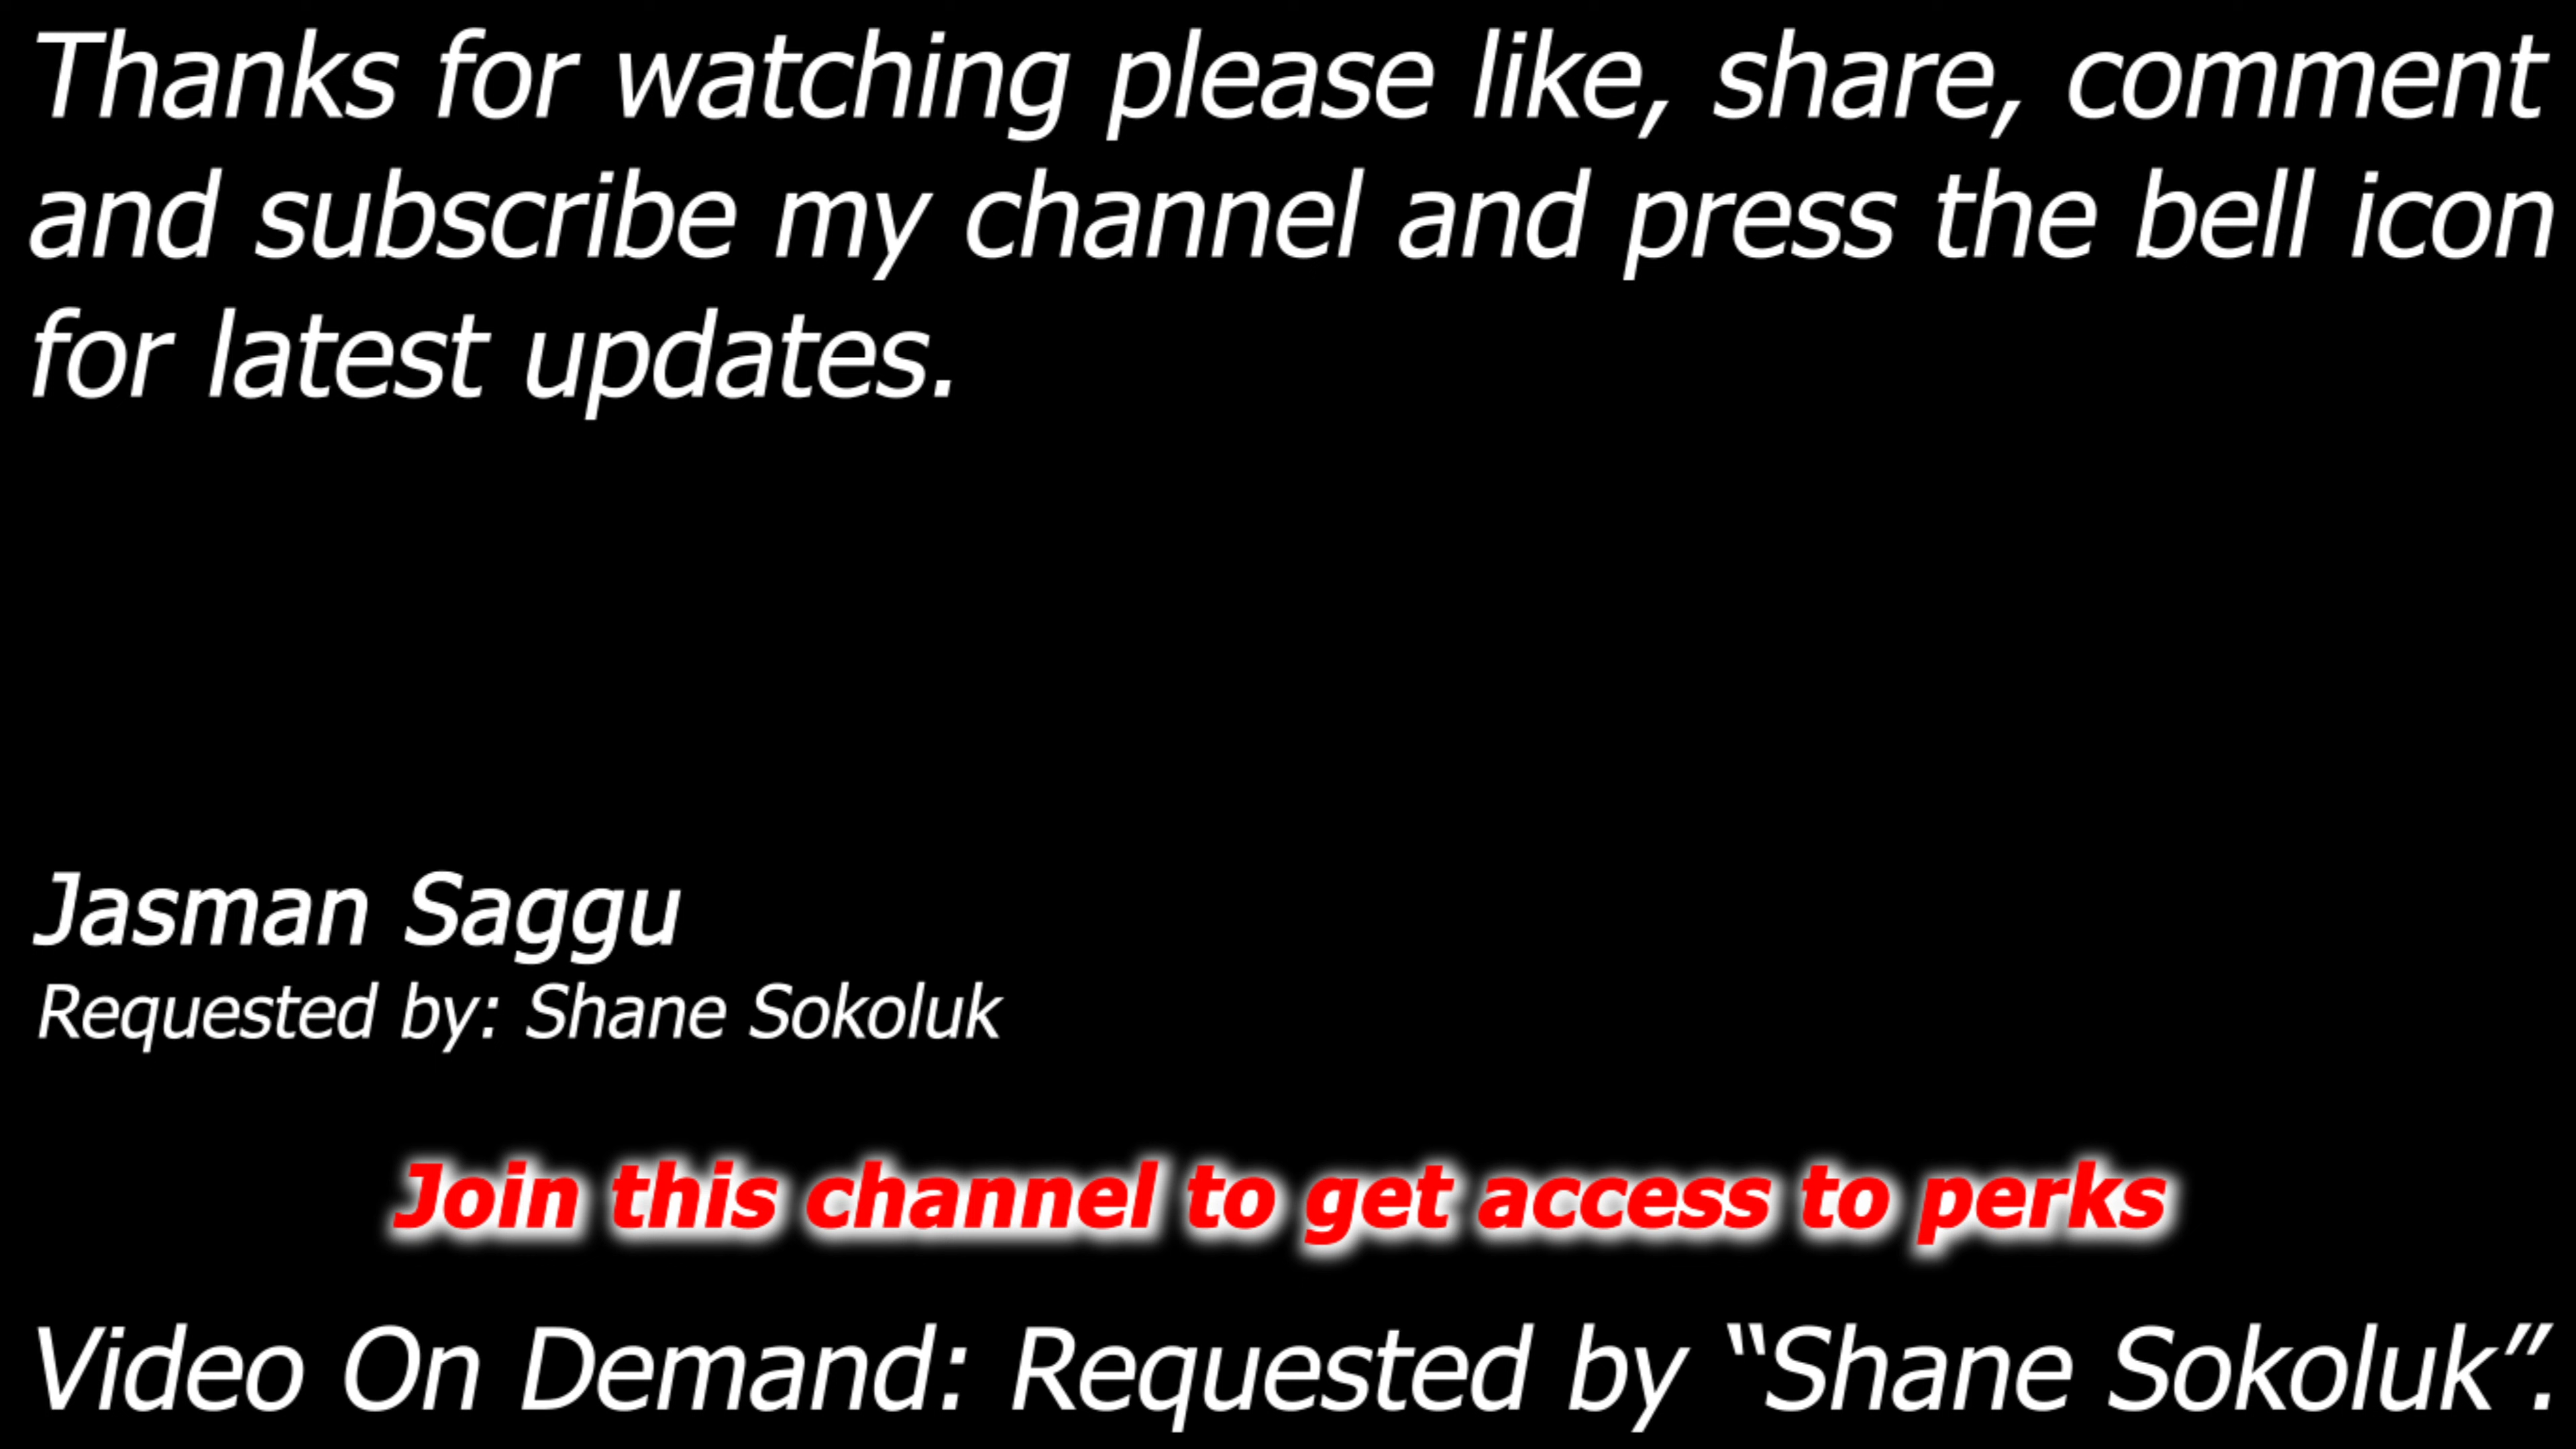 Thanks for watching please like, share, comment
and subscribe my channel and press the bell icon
for latest updates.
Jasman Saggu
Requested by: Shane Sokoluk
Join this channel to get access to perks
Video On Demand: Requested by “Shane Sokoluk”.